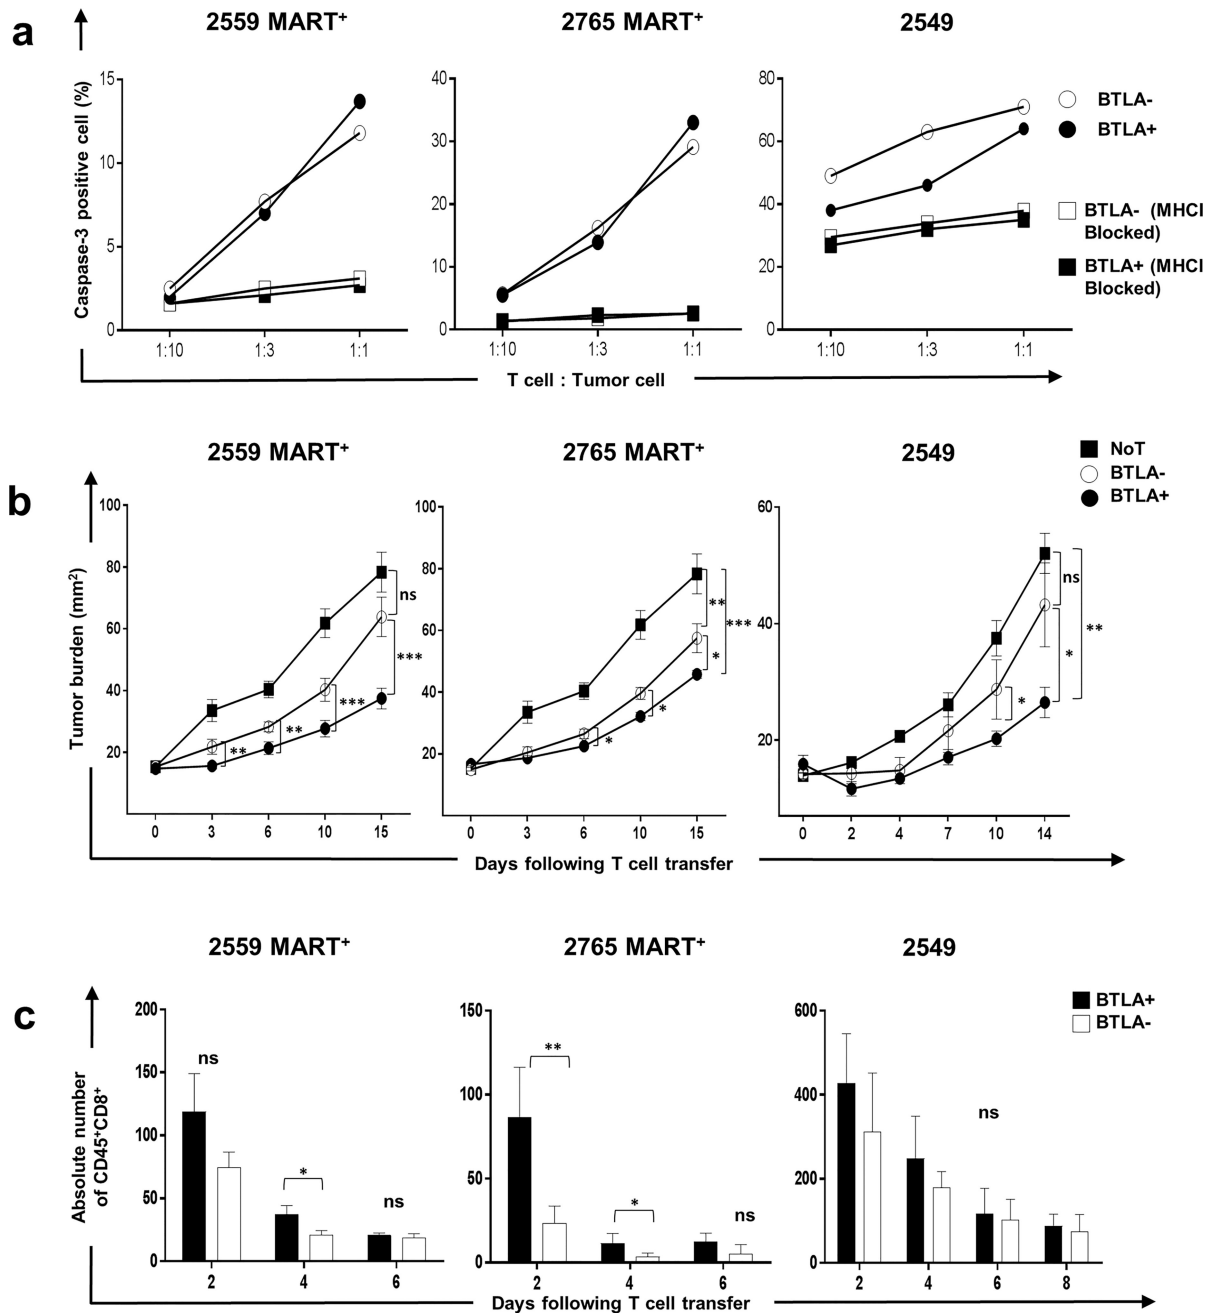 a
2559 MART⁺
2765 MART⁺
2549
Caspase-3 positive cell (%)
15
10
5
0
1:10
1:3
1:1
40
30
20
10
0
1:10
1:3
1:1
80
60
40
20
0
1:10
1:3
1:1
BTLA-
BTLA+
BTLA- (MHCI
Blocked)
BTLA+ (MHCI
Blocked)
T cell : Tumor cell
b
2559 MART⁺
2765 MART⁺
2549
NoT
BTLA-
BTLA+
Tumor burden (mm²)
100
80
60
40
20
0
3
6
10
15
ns
***
***
**
**
100
80
60
40
20
0
3
6
10
15
**
***
*
*
*
60
40
20
0
2
4
7
10
14
ns
**
*
*
Days following T cell transfer
c
2559 MART⁺
2765 MART⁺
2549
BTLA+
BTLA-
Absolute number
of CD45⁺CD8⁺
200
150
100
50
0
2
4
6
ns
*
ns
150
100
50
0
2
4
6
**
*
ns
600
400
200
0
2
4
6
8
ns
Days following T cell transfer